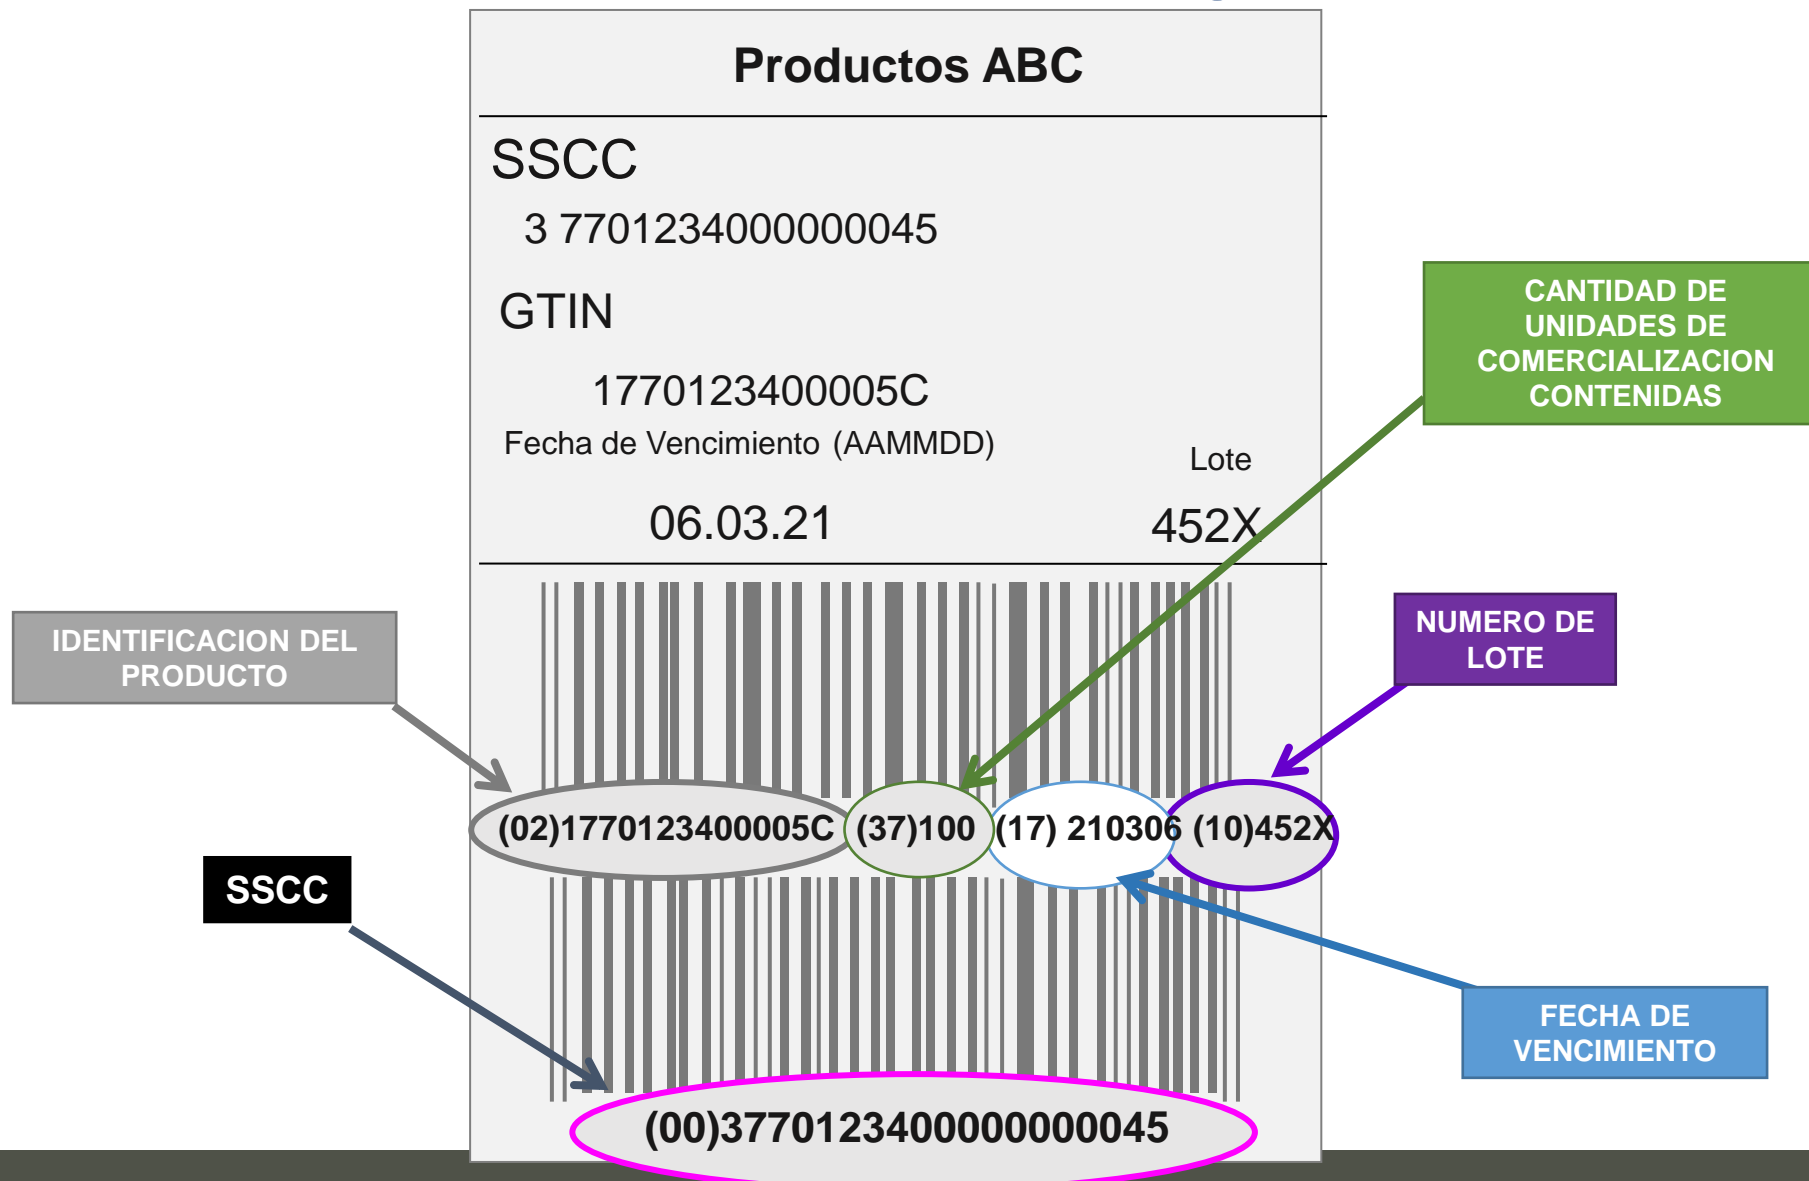 Productos ABC
SSCC
3 7701234000000045
GTIN
1770123400005C
Fecha de Vencimiento (AAMMDD)
Lote
06.03.21
452X
CANTIDAD DE
UNIDADES DE
COMERCIALIZACION
CONTENIDAS
IDENTIFICACION DEL
PRODUCTO
NUMERO DE
LOTE
(02)1770123400005C (37)100 (17) 210306 (10)452X
SSCC
FECHA DE
VENCIMIENTO
(00)377012340000000045